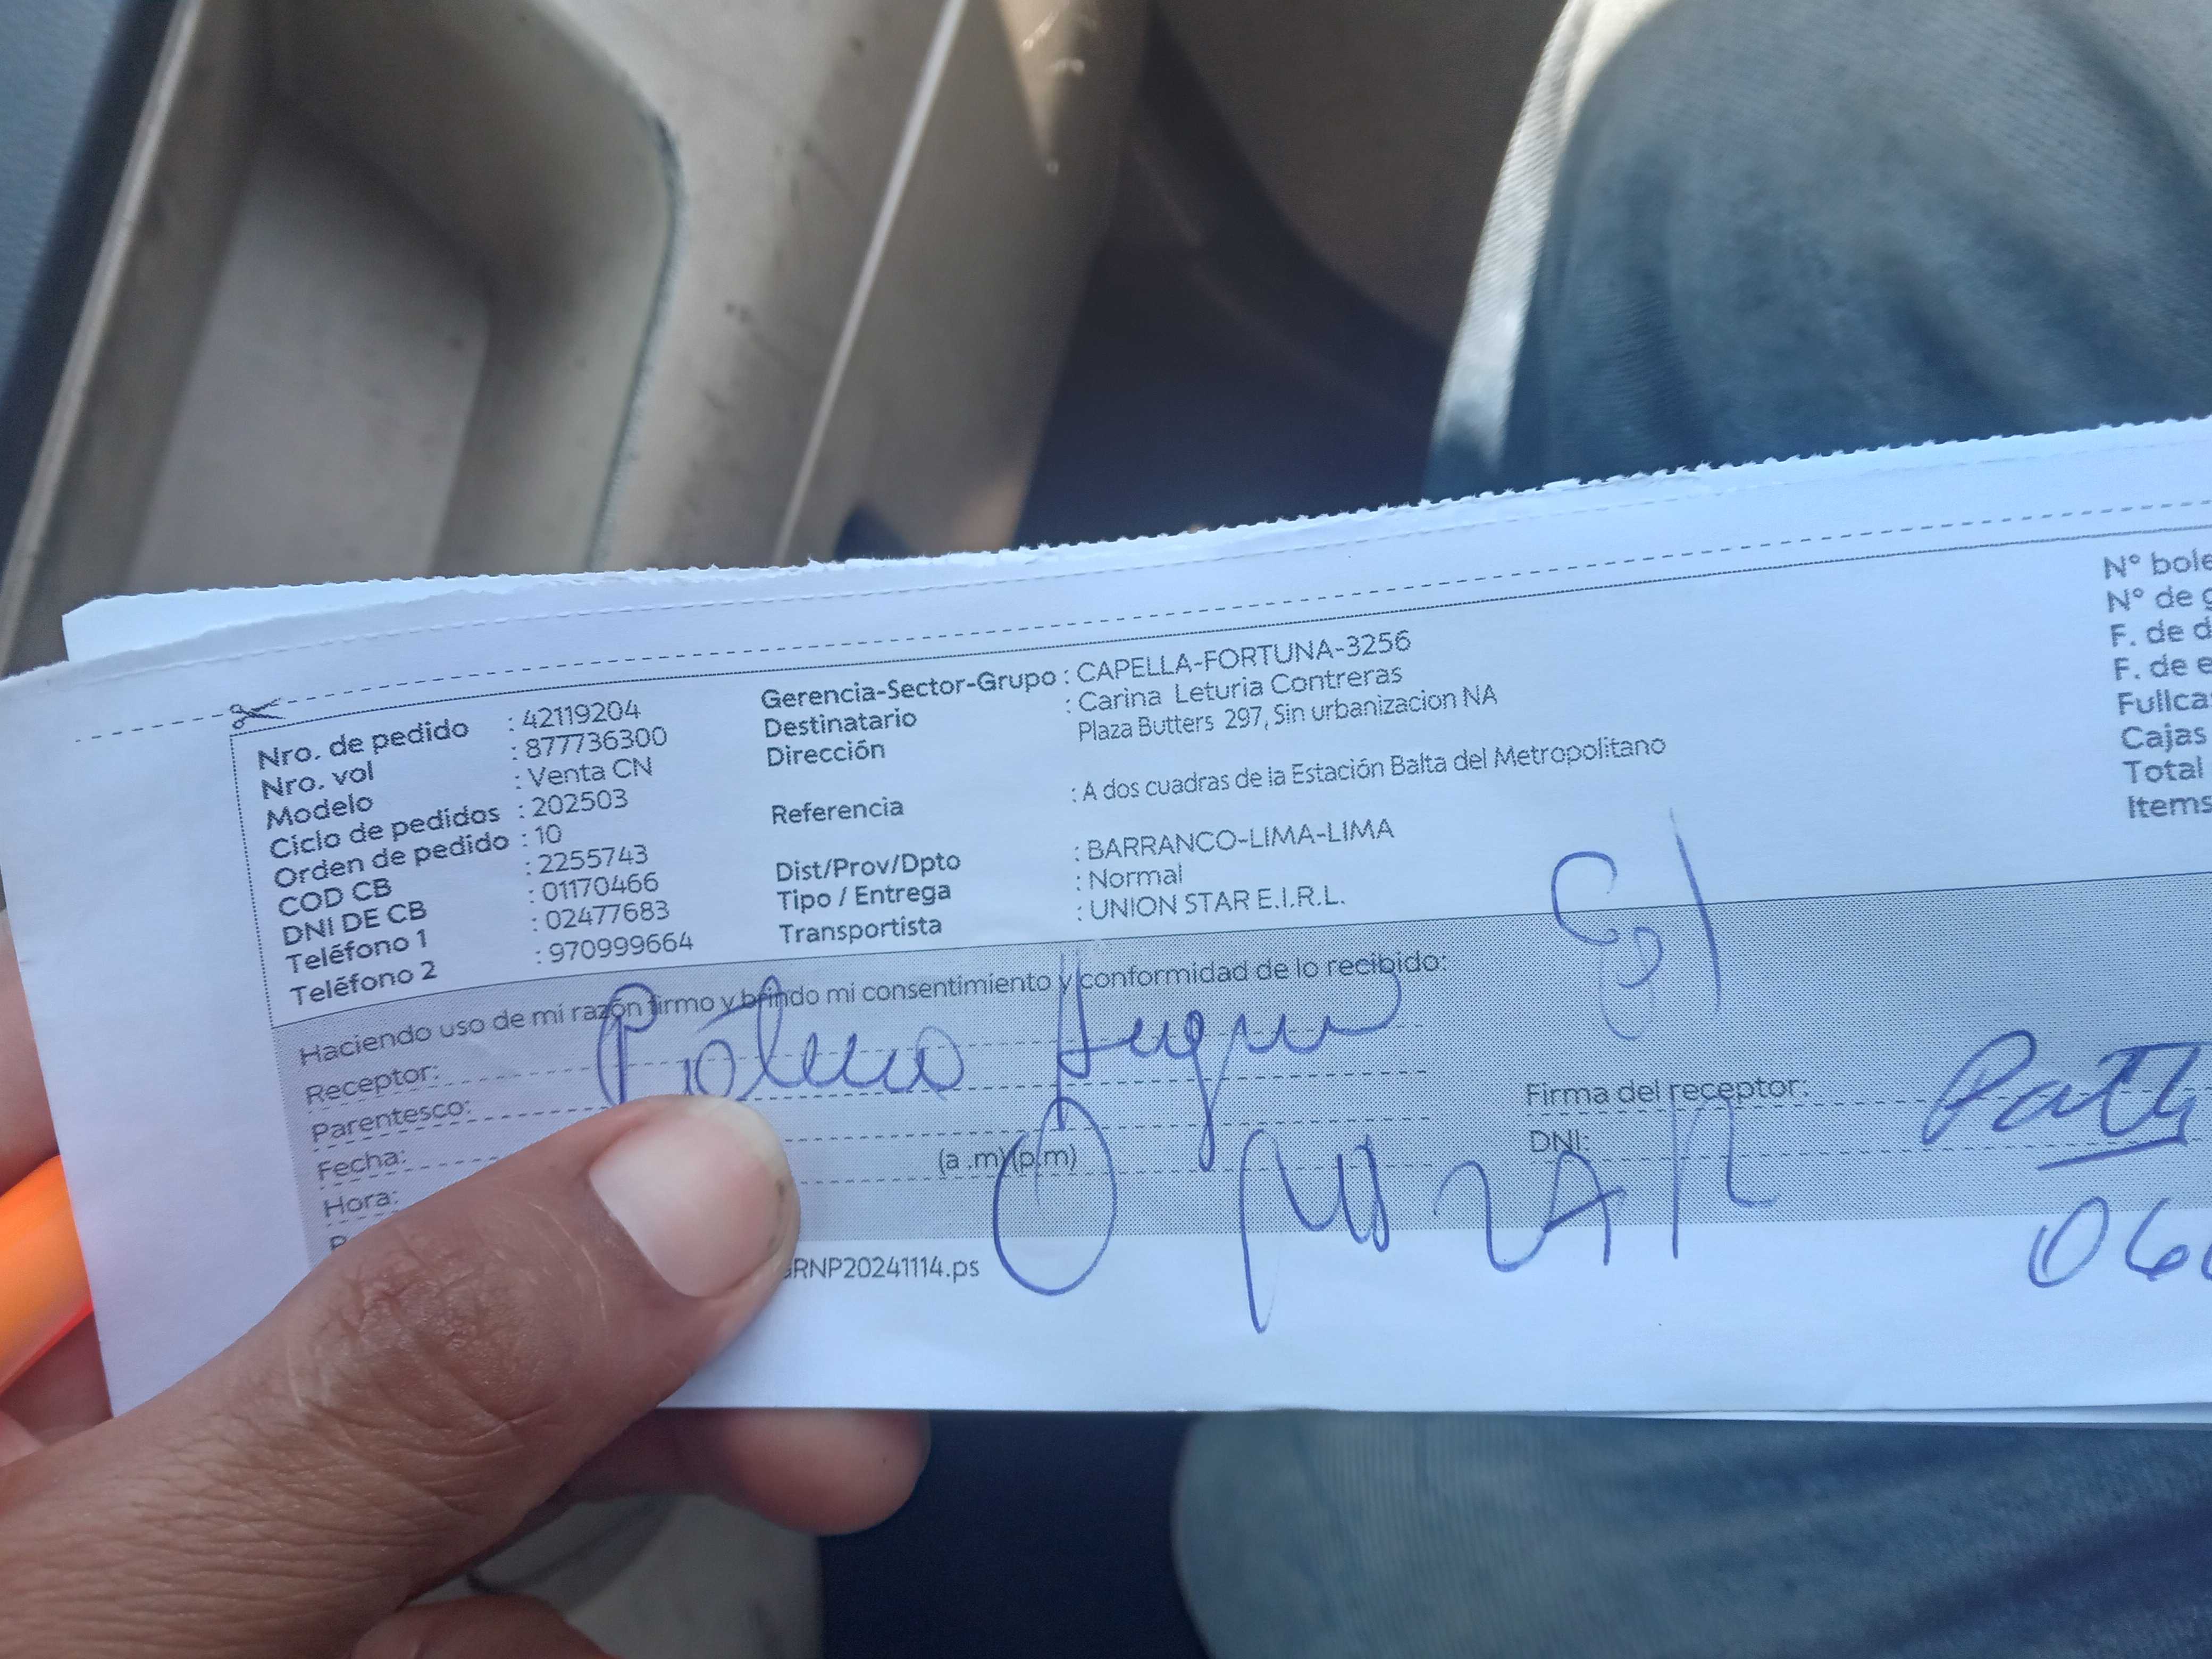 Nro. de pedido : 42119204
Nro. vol : 877736300
Modelo : Venta CN
Ciclo de pedidos : 202503
Orden de pedido : 10
COD CB : 2255743
DNI DE CB : 01170466
Teléfono 1 : 02477683
Teléfono 2 : 970999664
Gerencia-Sector-Grupo : CAPELLA-FORTUNA-3256
Destinatario : Carina Leturia Contreras
Dirección Plaza Butters 297, Sin urbanizacion NA
Referencia : A dos cuadras de la Estación Balta del Metropolitano
Dist/Prov/Dpto : BARRANCO-LIMA-LIMA
Tipo / Entrega : Normal
Transportista : UNION STAR E.I.R.L.
N° bole
N° de g
F. de d
F. de e
Fullca
Cajas
Total
Items
Haciendo uso de mi razón firmo y brindo mi consentimiento y conformidad de lo recibido:
Receptor:
Parentesco:
Fecha:
Hora: (a .m) (p.m)
Firma del receptor:
DNI:
RNP20241114.ps